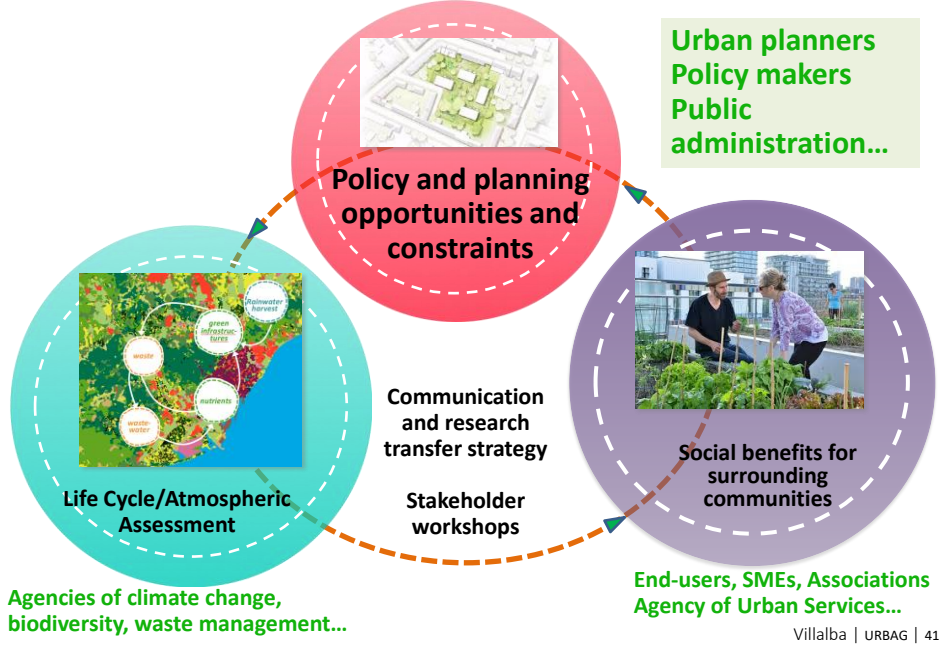 Urban planners
Policy makers
Public
administration…
Policy and planning
opportunities and
constraints
Rainwater
harvest
green
infrastruc-
tures
waste
nutrients
waste-
water
Life Cycle/Atmospheric
Assessment
Communication
and research
transfer strategy
Stakeholder
workshops
Social benefits for
surrounding
communities
Agencies of climate change,
biodiversity, waste management…
End-users, SMEs, Associations
Agency of Urban Services…
Villalba | URBAG | 41